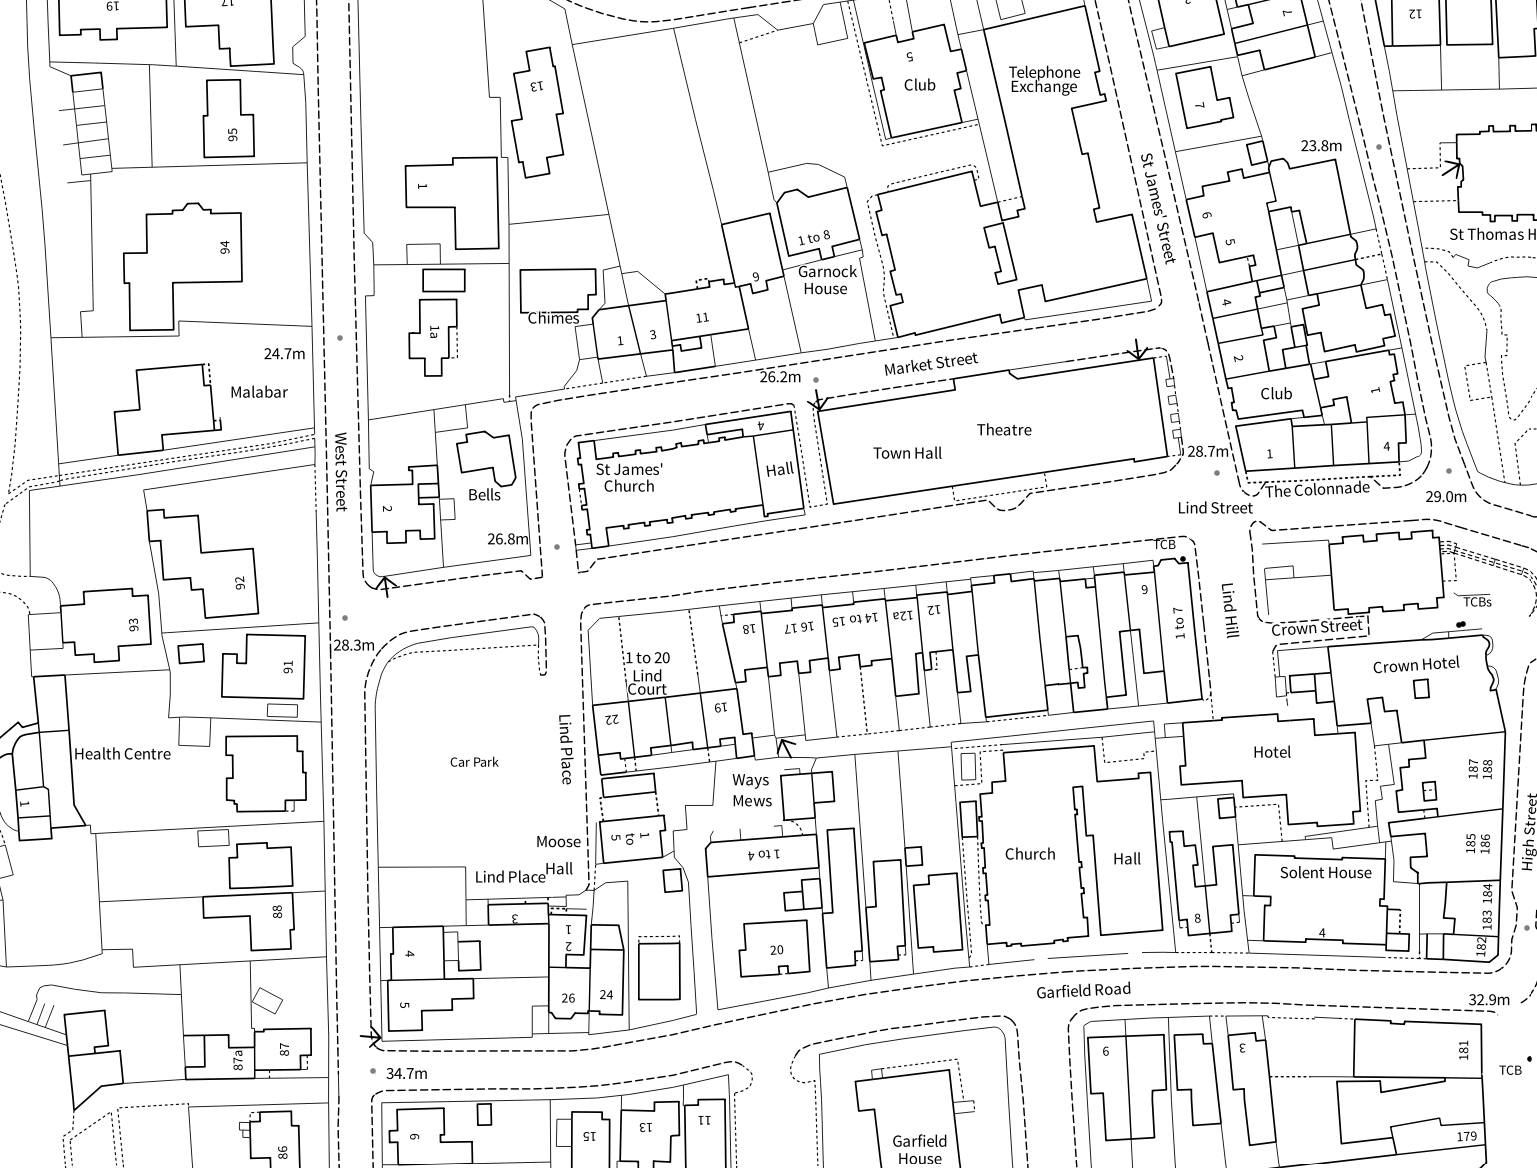 19
17
12
2
7
5
Club
Telephone
Exchange
13
95
7
23.8m
St James' Street
1
6
5
St Thomas H
94
1 to 8
Garnock
House
9
4
Chimes
11
3
1
1a
24.7m
26.2m
Market Street
2
Malabar
Club
1
4
Theatre
Town Hall
West Street
St James'
Church
Hall
28.7m
1
4
The Colonnade
29.0m
Lind Street
Bells
2
26.8m
TCB
92
93
28.3m
91
18
16 17
14 to 15
12a
12
9
1 to 7
Lind Hill
TCBs
Crown Street
Crown Hotel
1 to 20
Lind
Court
22
19
Lind Place
Health Centre
Car Park
Ways
Mews
Hotel
187
188
1
1
to
5
Moose
Hall
Lind Place
1 to 4
Church
Hall
Solent House
185
186
High Street
88
3
1
2
4
20
8
4
184
183
182
5
26
24
Garfield Road
32.9m
87a
87
34.7m
9
3
181
TCB
86
9
15
13
11
Garfield
House
179